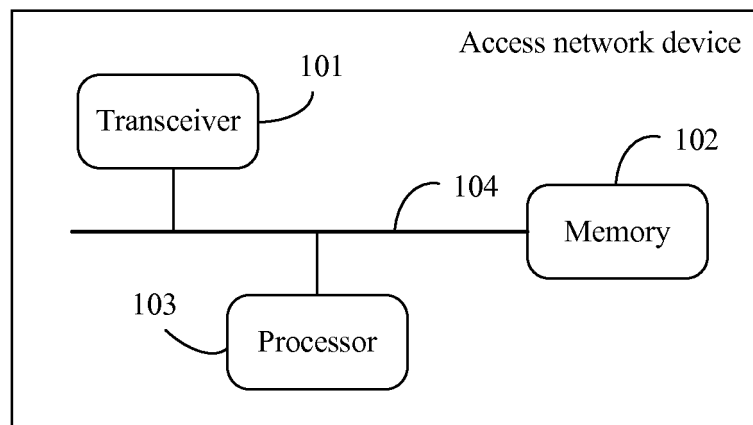 Access network device
101
Transceiver
102
104
Memory
103
Processor